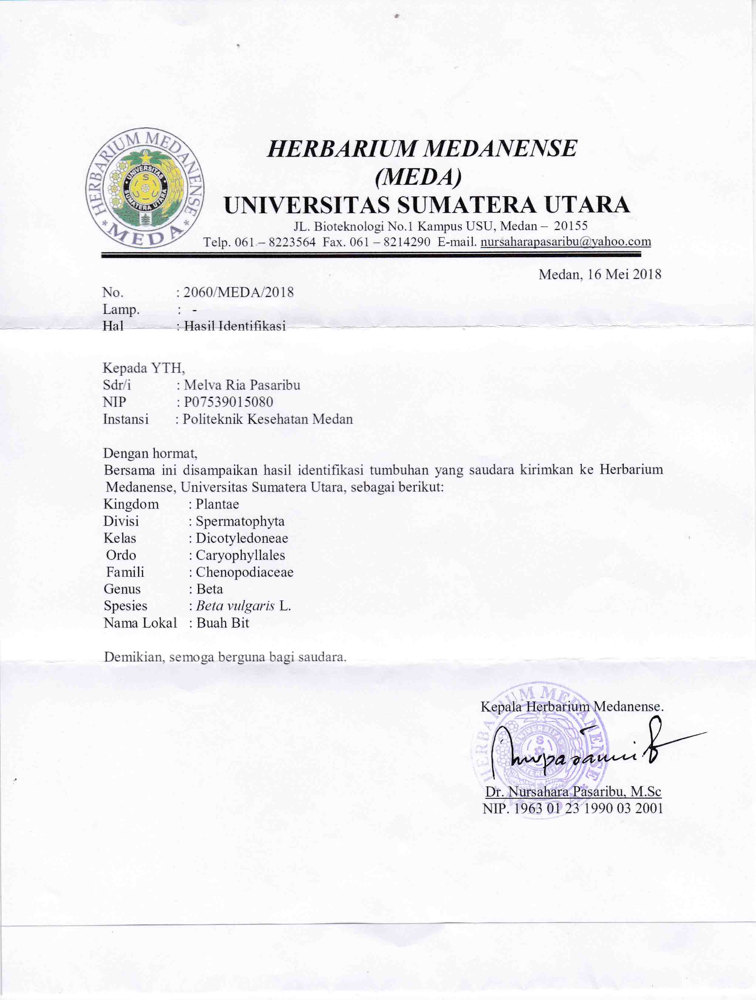 HERBARIUM MEDANENSE
* MEDA *
UNIVERSITAS
SUMATERA UTARA
HERBARIUM MEDANENSE
(MEDA)
UNIVERSITAS SUMATERA UTARA
JL. Bioteknologi No.1 Kampus USU, Medan – 20155
Telp. 061 – 8223564 Fax. 061 – 8214290 E-mail. nursaharapasaribu@yahoo.com
Medan, 16 Mei 2018
No. : 2060/MEDA/2018
Lamp. : -
Hal : Hasil Identifikasi
Kepada YTH,
Sdr/i : Melva Ria Pasaribu
NIP : P07539015080
Instansi : Politeknik Kesehatan Medan
Dengan hormat,
Bersama ini disampaikan hasil identifikasi tumbuhan yang saudara kirimkan ke Herbarium
Medanense, Universitas Sumatera Utara, sebagai berikut:
Kingdom : Plantae
Divisi : Spermatophyta
Kelas : Dicotyledoneae
Ordo : Caryophyllales
Famili : Chenopodiaceae
Genus : Beta
Spesies : Beta vulgaris L.
Nama Lokal : Buah Bit
Demikian, semoga berguna bagi saudara.
Kepala Herbarium Medanense.
HERBARIUM MEDANENSE
Dr. Nursahara Pasaribu, M.Sc
NIP. 1963 01 23 1990 03 2001